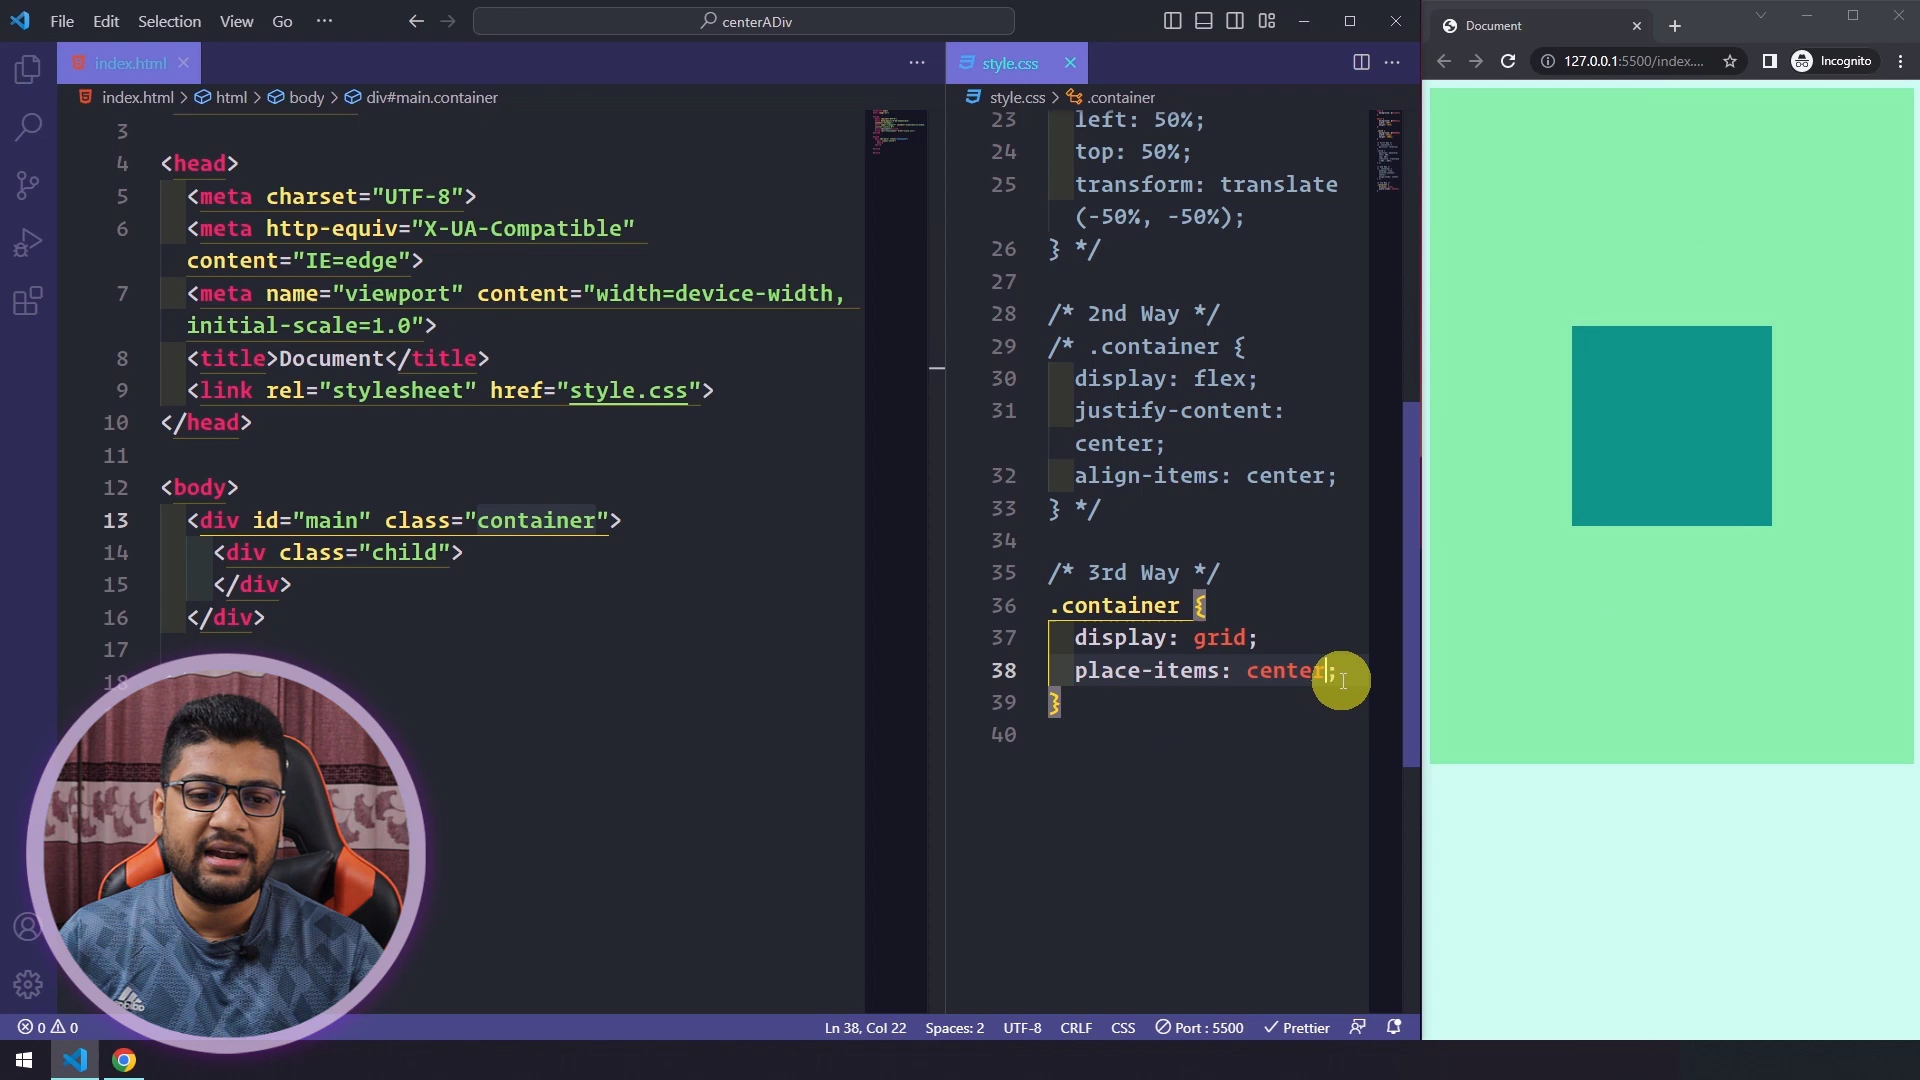 File Edit Selection View Go ···
centerADiv
Document
127.0.0.1:5500/index....
Incognito
index.html
style.css
index.html > html > body > div#main.container
style.css > .container
3
4 <head>
5 <meta charset="UTF-8">
6 <meta http-equiv="X-UA-Compatible"
content="IE=edge">
7 <meta name="viewport" content="width=device-width,
initial-scale=1.0">
8 <title>Document</title>
9 <link rel="stylesheet" href="style.css">
10 </head>
11
12 <body>
13 <div id="main" class="container">
14 <div class="child">
15 </div>
16 </div>
17
18
23 left: 50%;
24 top: 50%;
25 transform: translate
(-50%, -50%);
26 } */
27
28 /* 2nd Way */
29 /* .container {
30 display: flex;
31 justify-content:
center;
32 align-items: center;
33 } */
34
35 /* 3rd Way */
36 .container {
37 display: grid;
38 place-items: center;
39 }
40
adidas
0 0
Ln 38, Col 22 Spaces: 2 UTF-8 CRLF CSS Port : 5500 Prettier